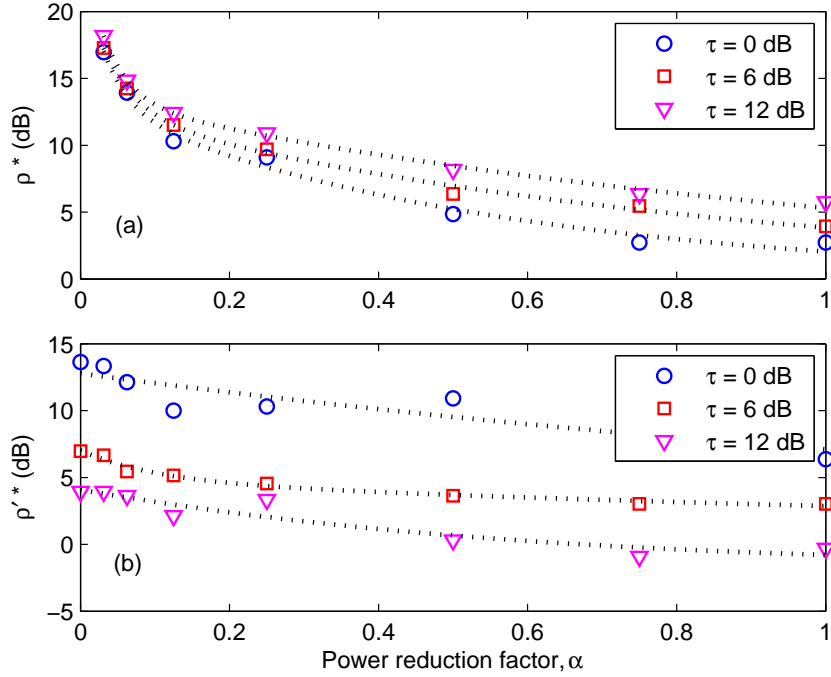 20
15
10
5
0
ρ* (dB)
(a)
τ = 0 dB
τ = 6 dB
τ = 12 dB
0 0.2 0.4 0.6 0.8 1
15
10
5
0
−5
ρ′* (dB)
(b)
τ = 0 dB
τ = 6 dB
τ = 12 dB
0 0.2 0.4 0.6 0.8 1
Power reduction factor, α